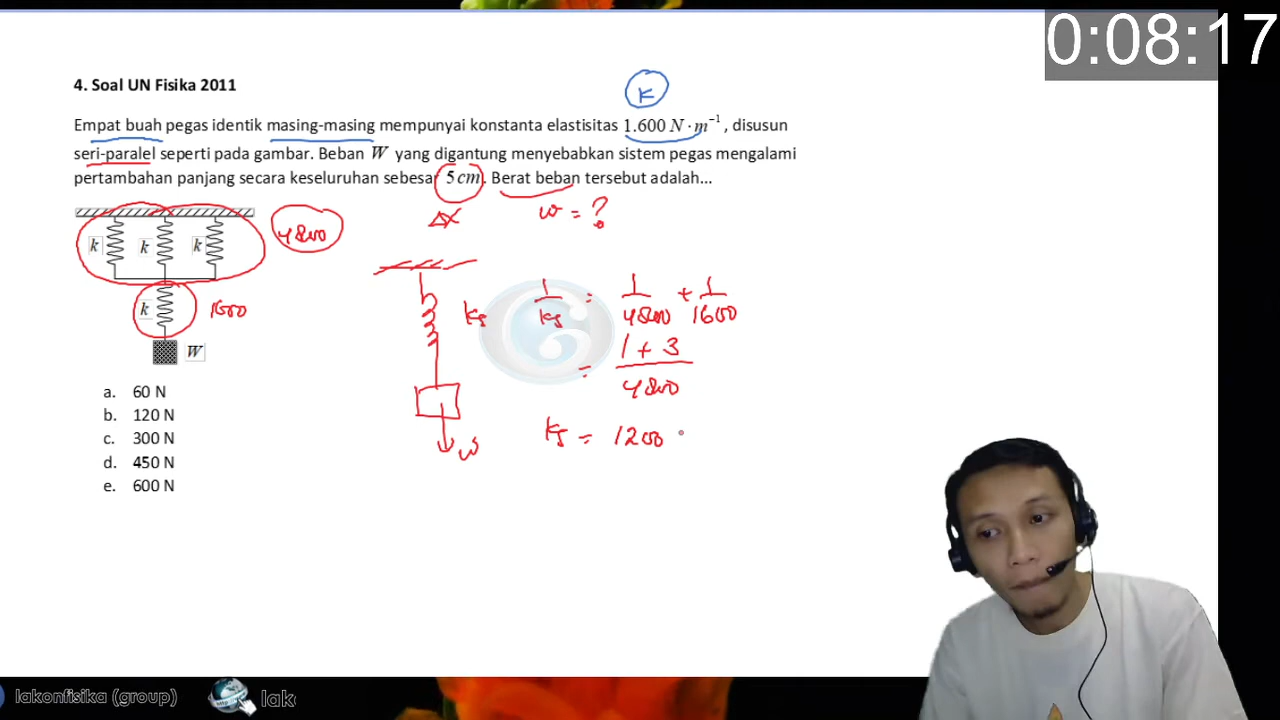 0:08:17
4. Soal UN Fisika 2011
K
Empat buah pegas identik masing-masing mempunyai konstanta elastisitas 1.600 N·m⁻¹, disusun
seri-paralel seperti pada gambar. Beban W yang digantung menyebabkan sistem pegas mengalami
pertambahan panjang secara keseluruhan sebesar 5 cm. Berat beban tersebut adalah...
Δx
w = ?
k k k
4800
k 1600
W
a. 60 N
b. 120 N
c. 300 N
d. 450 N
e. 600 N
ks
w
1/ks = 1/4800 + 1/1600
= 1 + 3 / 4800
ks = 1200
lakonfisika (group)
lak